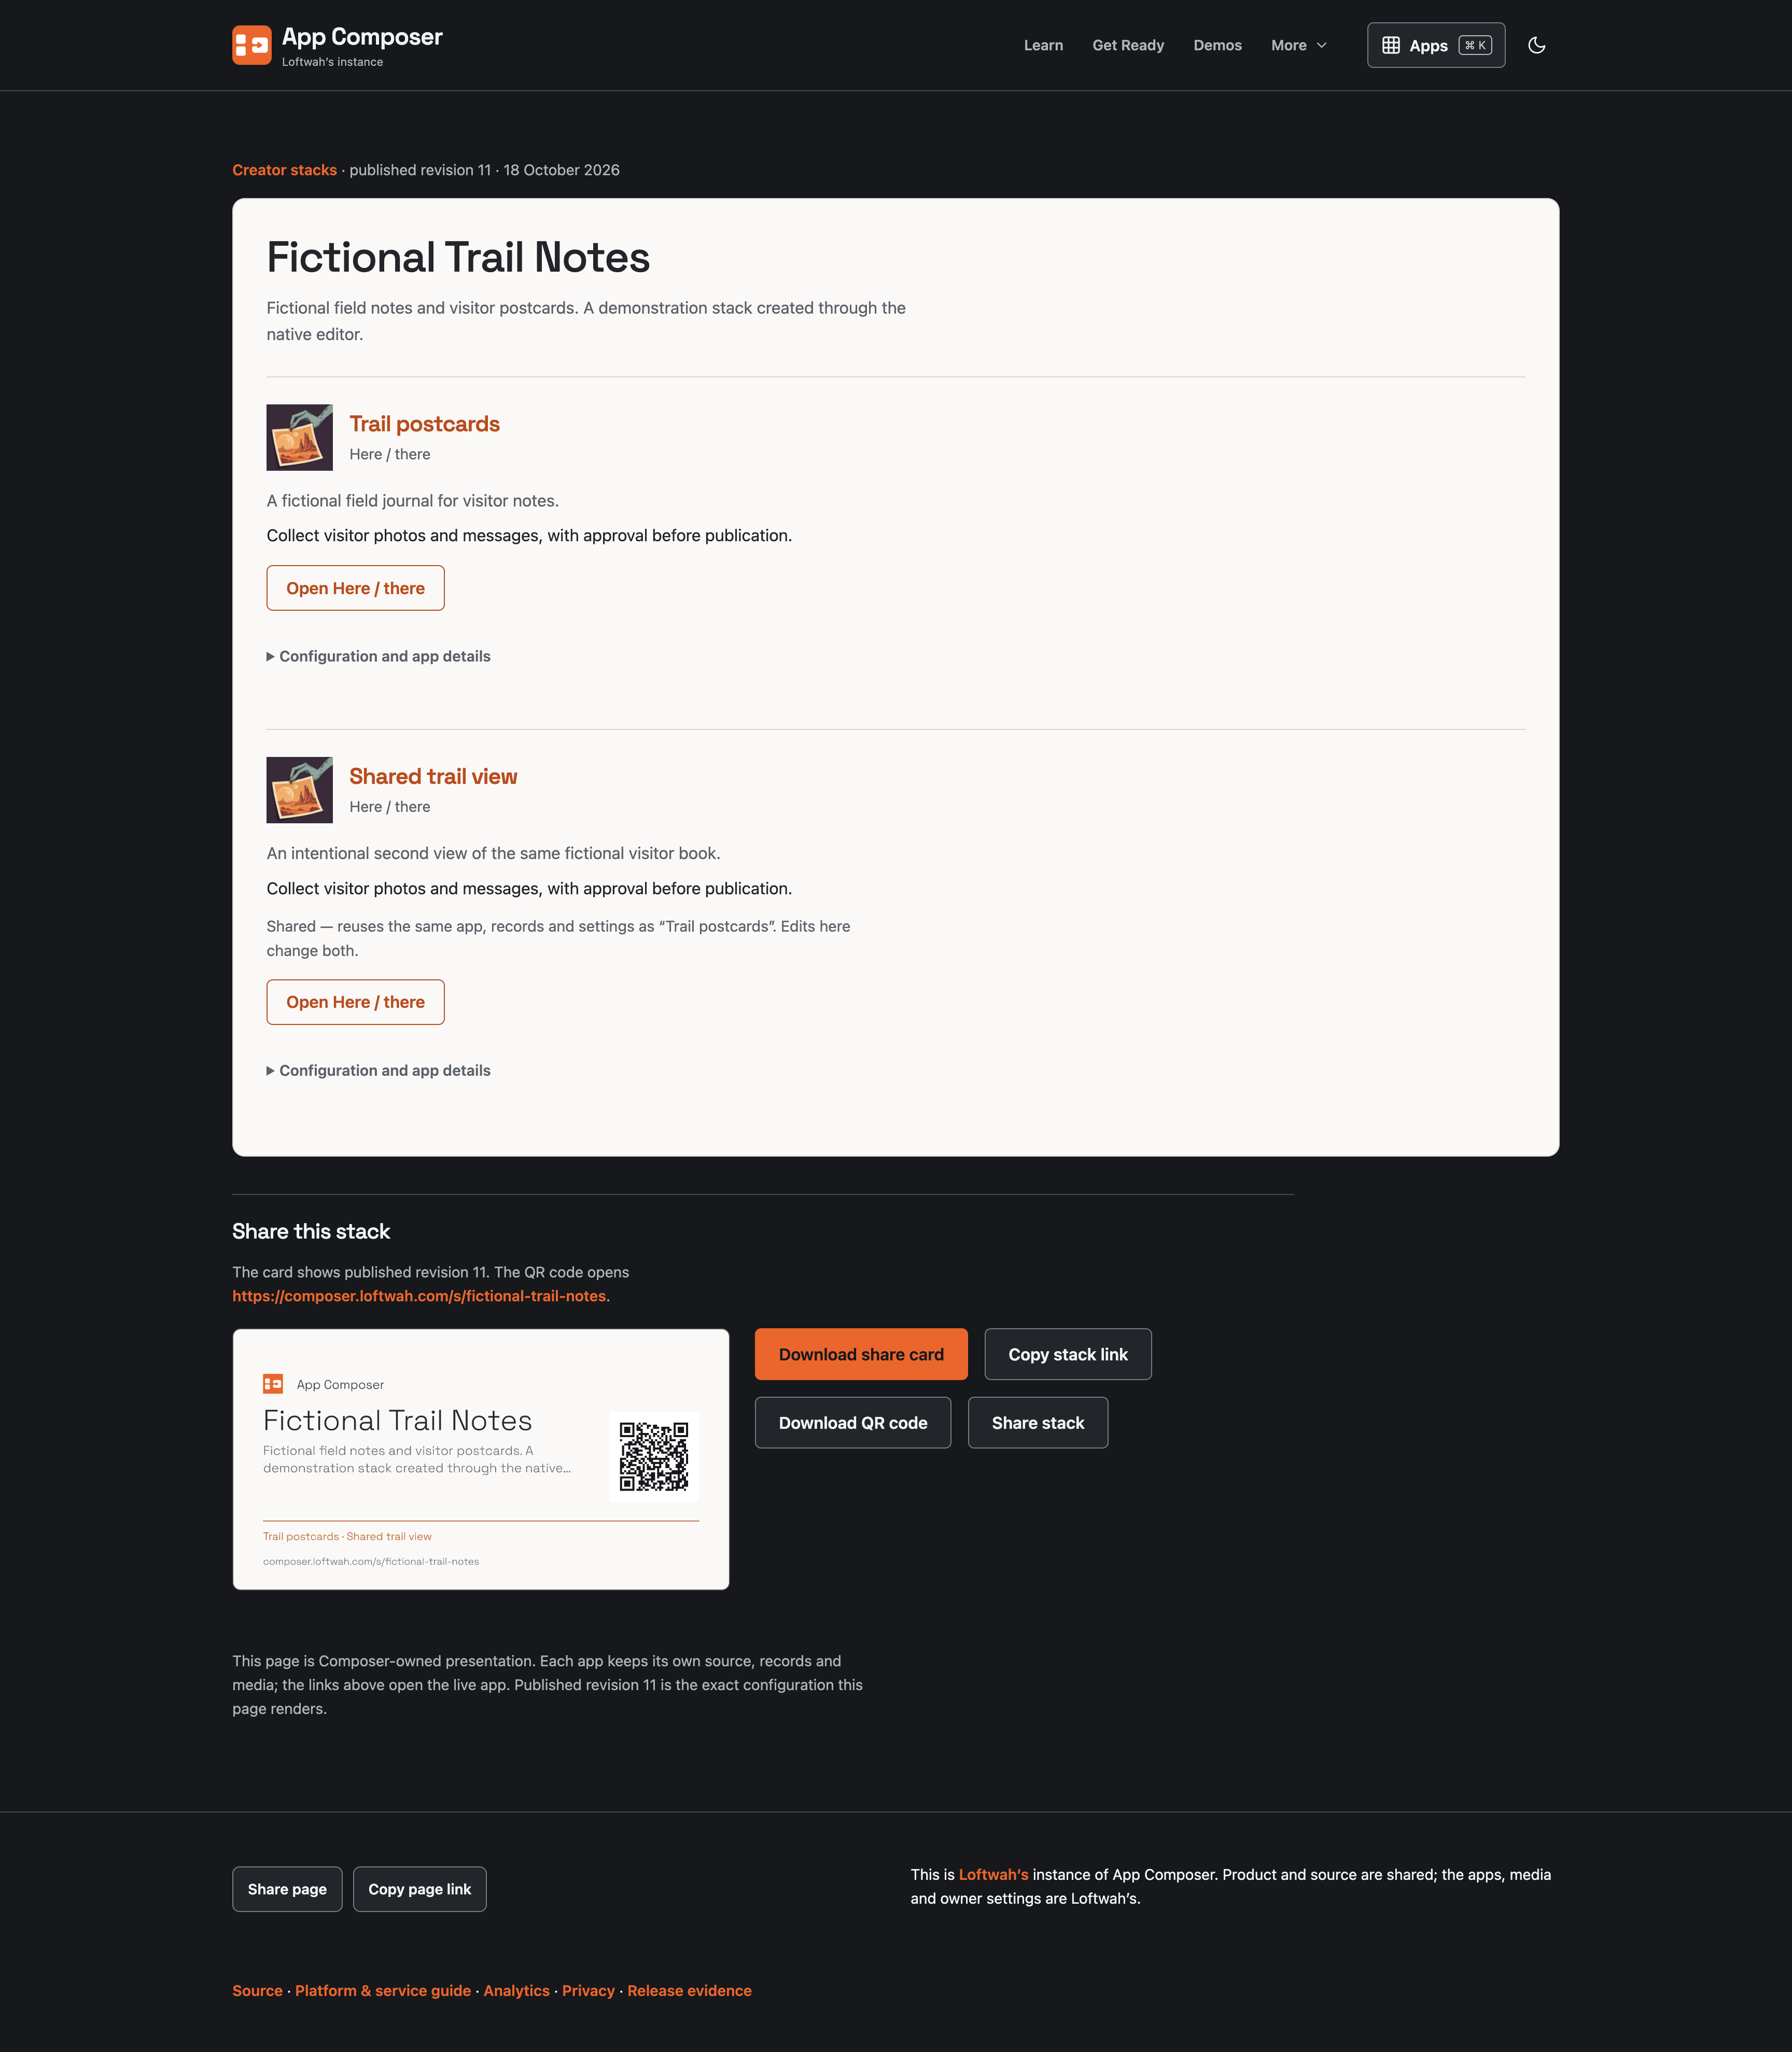 App Composer
Loftwah's instance
Learn
Get Ready
Demos
More
Apps
⌘ K
Creator stacks · published revision 11 · 18 October 2026
Fictional Trail Notes
Fictional field notes and visitor postcards. A demonstration stack created through the
native editor.
Trail postcards
Here / there
A fictional field journal for visitor notes.
Collect visitor photos and messages, with approval before publication.
Open Here / there
Configuration and app details
Shared trail view
Here / there
An intentional second view of the same fictional visitor book.
Collect visitor photos and messages, with approval before publication.
Shared — reuses the same app, records and settings as “Trail postcards”. Edits here
change both.
Open Here / there
Configuration and app details
Share this stack
The card shows published revision 11. The QR code opens
https://composer.loftwah.com/s/fictional-trail-notes.
App Composer
Fictional Trail Notes
Fictional field notes and visitor postcards. A
demonstration stack created through the native…
Trail postcards · Shared trail view
composer.loftwah.com/s/fictional-trail-notes
Download share card
Copy stack link
Download QR code
Share stack
This page is Composer-owned presentation. Each app keeps its own source, records and
media; the links above open the live app. Published revision 11 is the exact configuration this
page renders.
Share page
Copy page link
This is Loftwah’s instance of App Composer. Product and source are shared; the apps, media
and owner settings are Loftwah’s.
Source · Platform & service guide · Analytics · Privacy · Release evidence